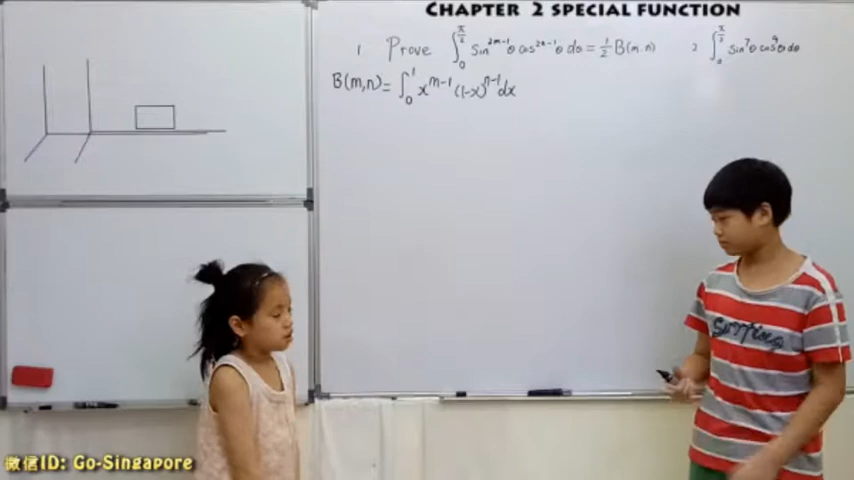 CHAPTER 2 SPECIAL FUNCTION
1 Prove ∫₀^(π/2) sin^(2m-1)θ cos^(2n-1)θ dθ = 1/2 B(m,n) 2 ∫₀^(π/2) sin⁷θ cos⁹θ dθ
B(m,n) = ∫₀¹ x^(m-1) (1-x)^(n-1) dx
微信ID: Go-Singapore